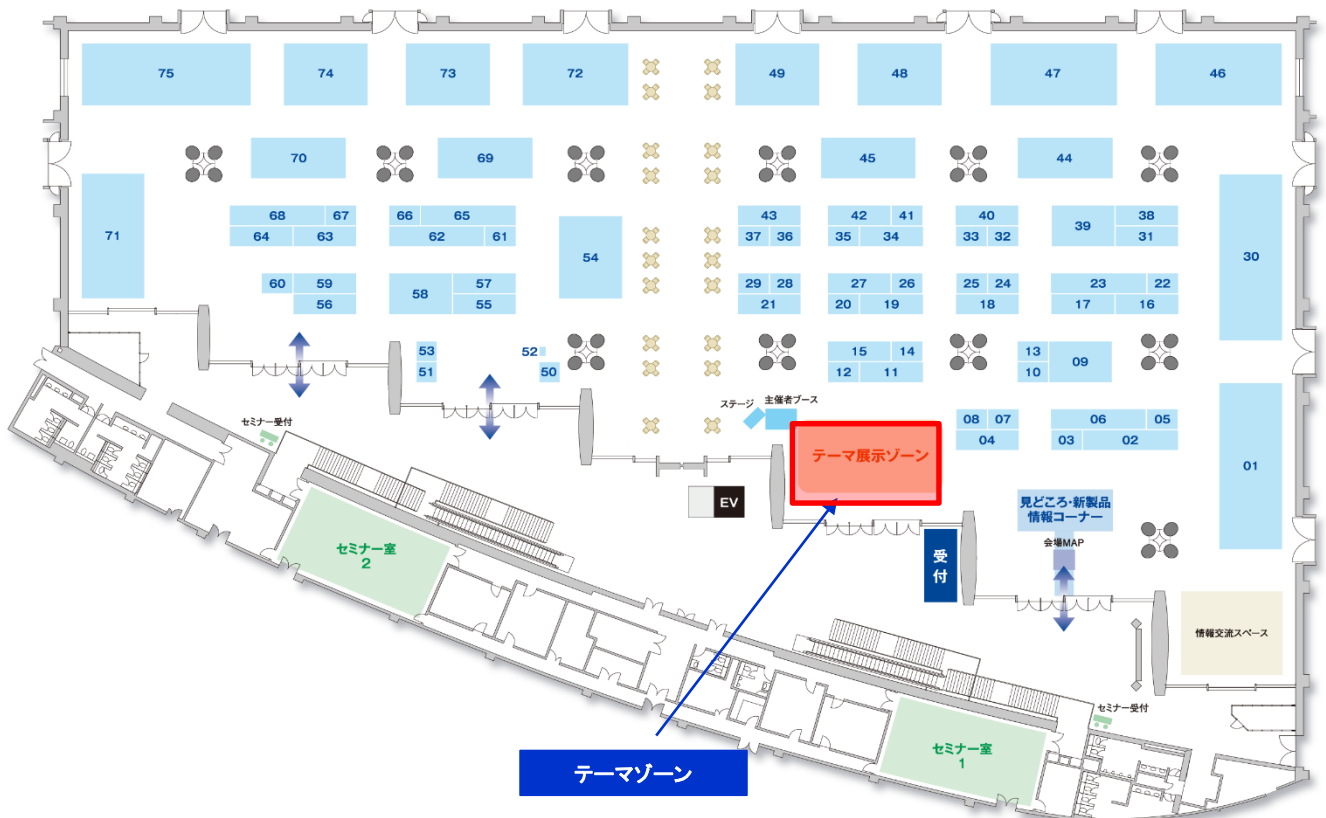 75 74 73 72 49 48 47 46
70 69 45 44
71
68 67 66 65 43 42 41 40 39 38
64 63 62 61 37 36 35 34 33 32 31
54
30
60 59 58 57 29 28 27 26 25 24 23 22
56 55 21 20 19 18 17 16
53 52 15 14 13 09
51 50 12 11 10
ステージ
主催者ブース
08 07 06 05
04 03 02
01
セミナー受付
テーマ展示ゾーン
EV
見どころ・新製品
情報コーナー
会場MAP
受付
セミナー室
2
情報交流スペース
セミナー受付
セミナー室
1
テーマゾーン